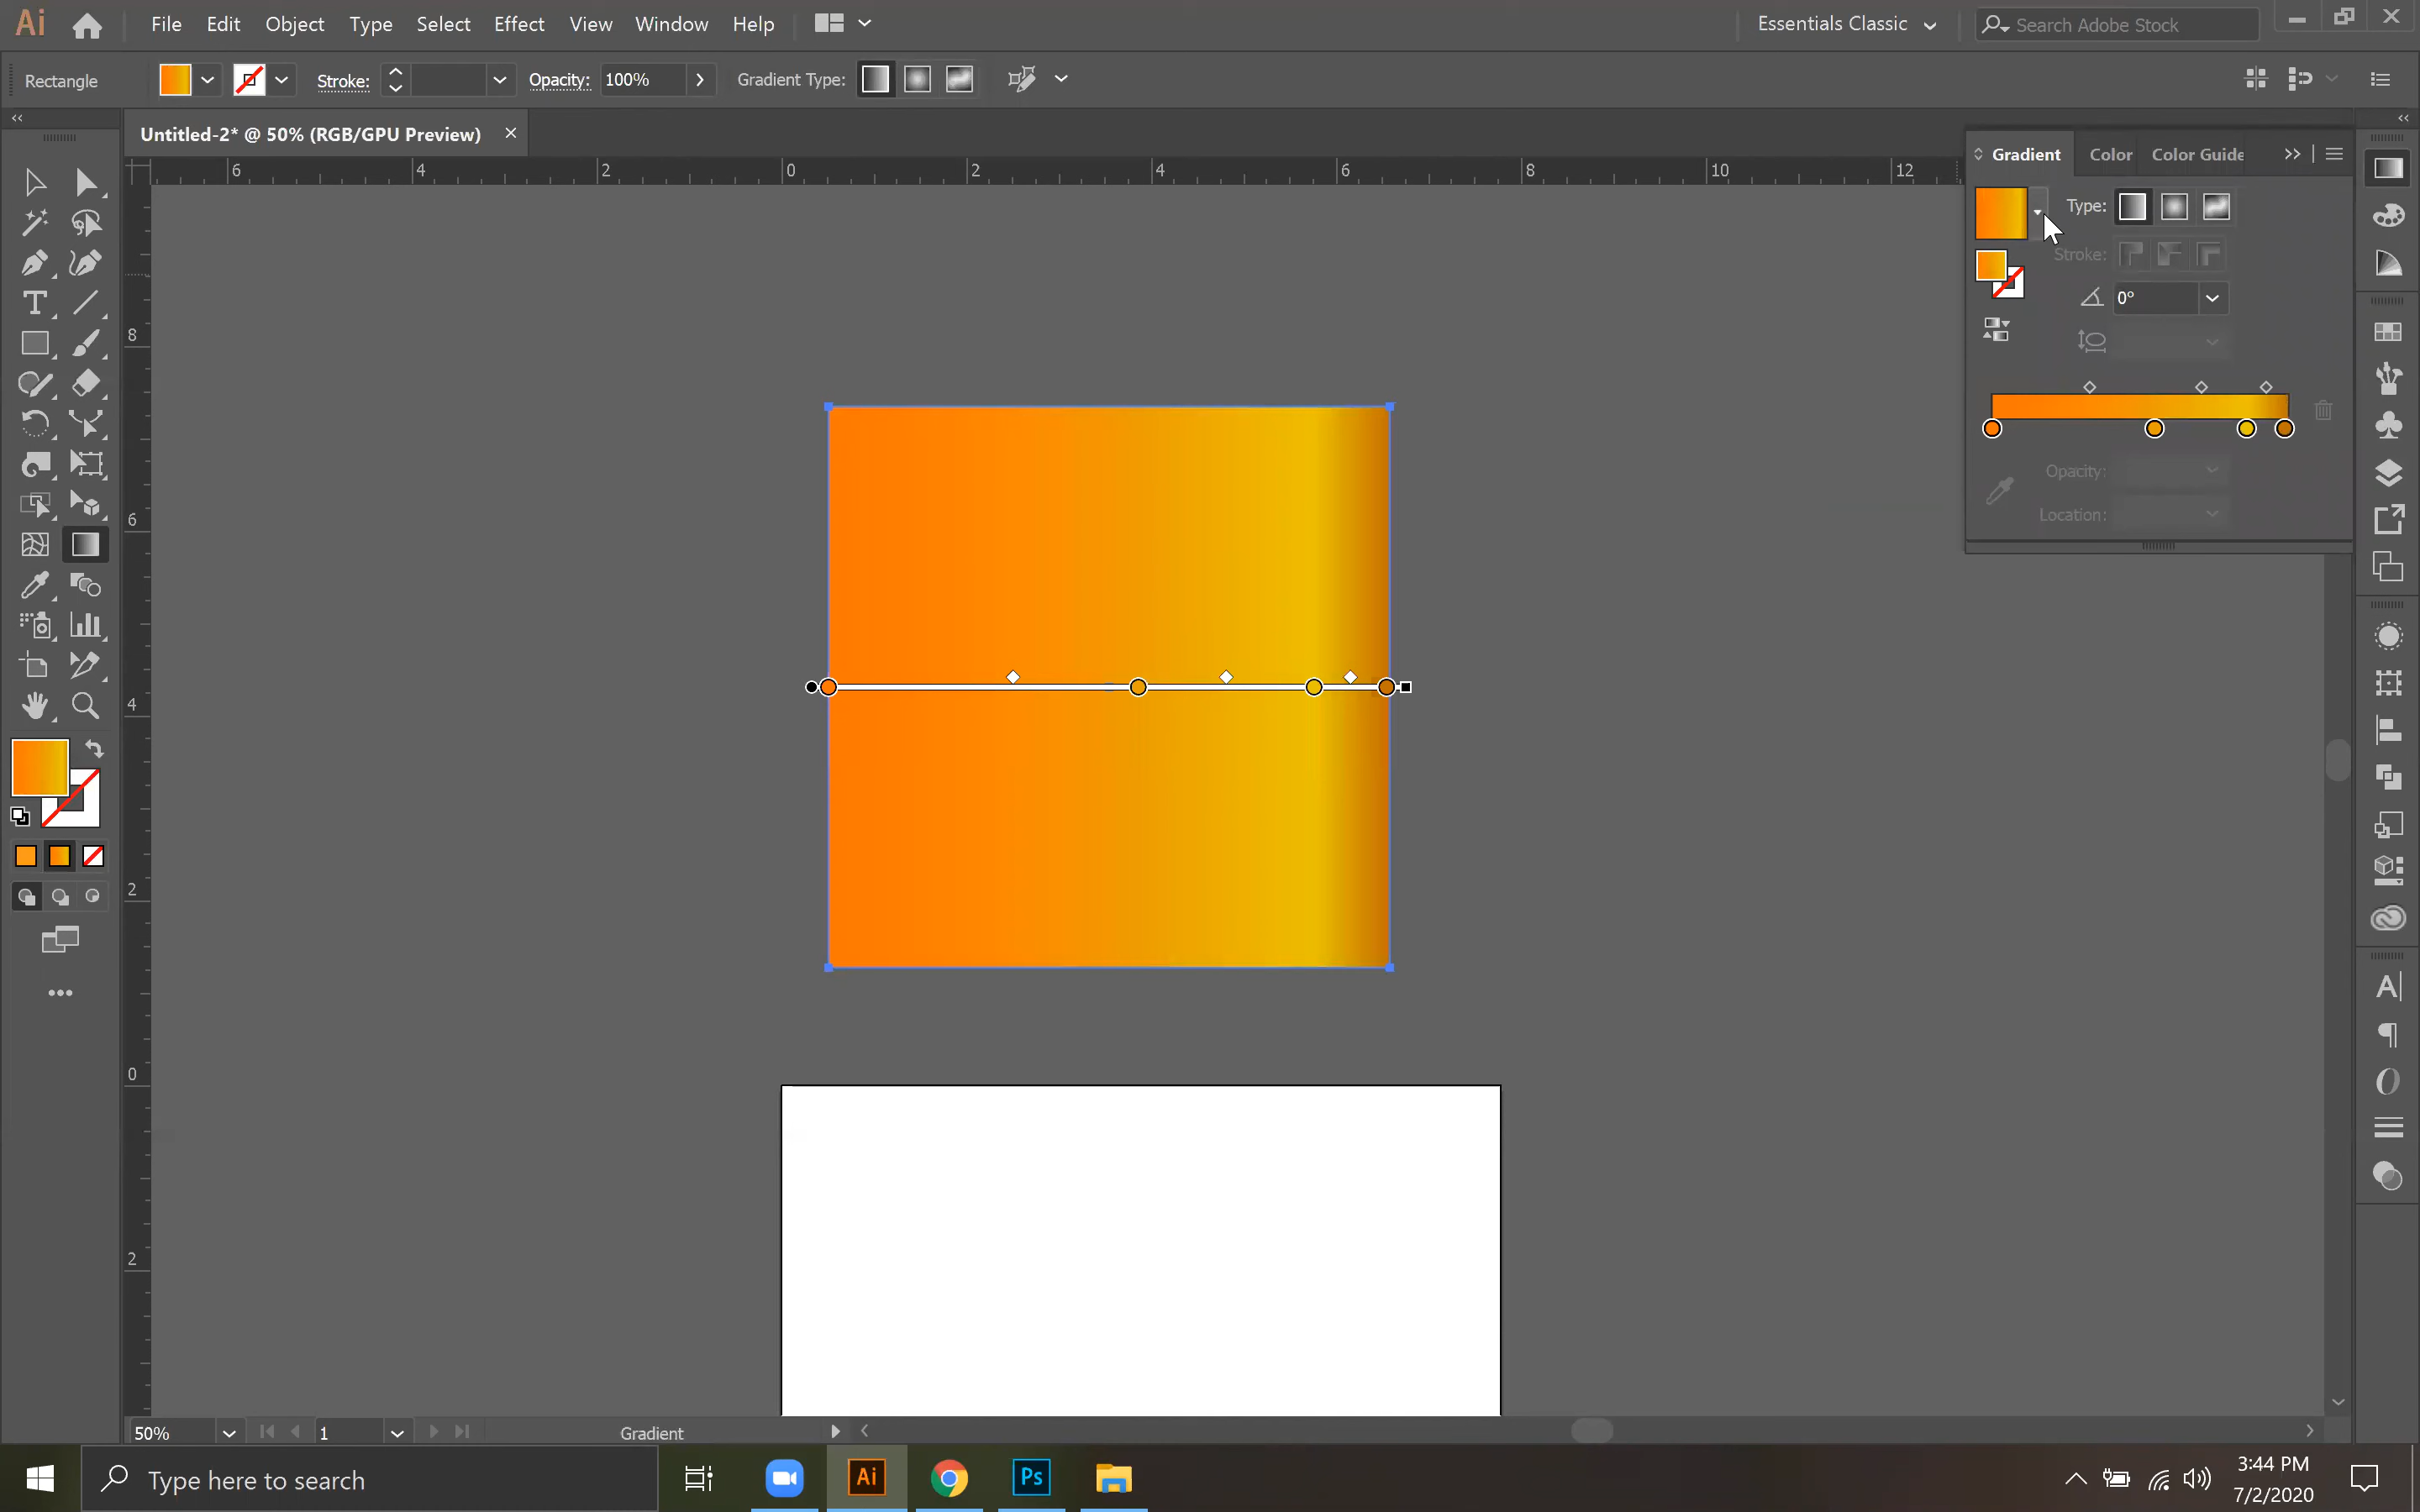 Ai File Edit Object Type Select Effect View Window Help Essentials Classic Search Adobe Stock
Rectangle Stroke: Opacity: 100% Gradient Type:
Untitled-2* @ 50% (RGB/GPU Preview)
6 4 2 0 2 4 6 8 10 12
Gradient Color Color Guide
Type:
Stroke:
0°
Opacity:
Location:
8
6
4
2
0
2
50% 1 Gradient
Type here to search
Ai
Ps
3:44 PM
7/2/2020